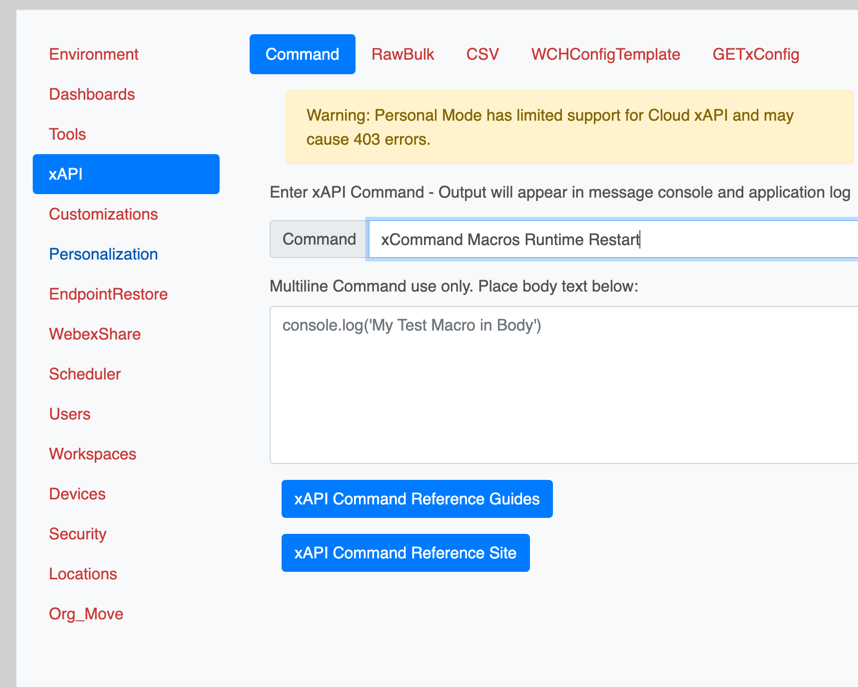 Environment
Dashboards
Tools
xAPI
Customizations
Personalization
EndpointRestore
WebexShare
Scheduler
Users
Workspaces
Devices
Security
Locations
Org_Move
Command
RawBulk
CSV
WCHConfigTemplate
GETxConfig
Warning: Personal Mode has limited support for Cloud xAPI and may
cause 403 errors.
Enter xAPI Command - Output will appear in message console and application log
Command
xCommand Macros Runtime Restart
Multiline Command use only. Place body text below:
console.log('My Test Macro in Body')
xAPI Command Reference Guides
xAPI Command Reference Site